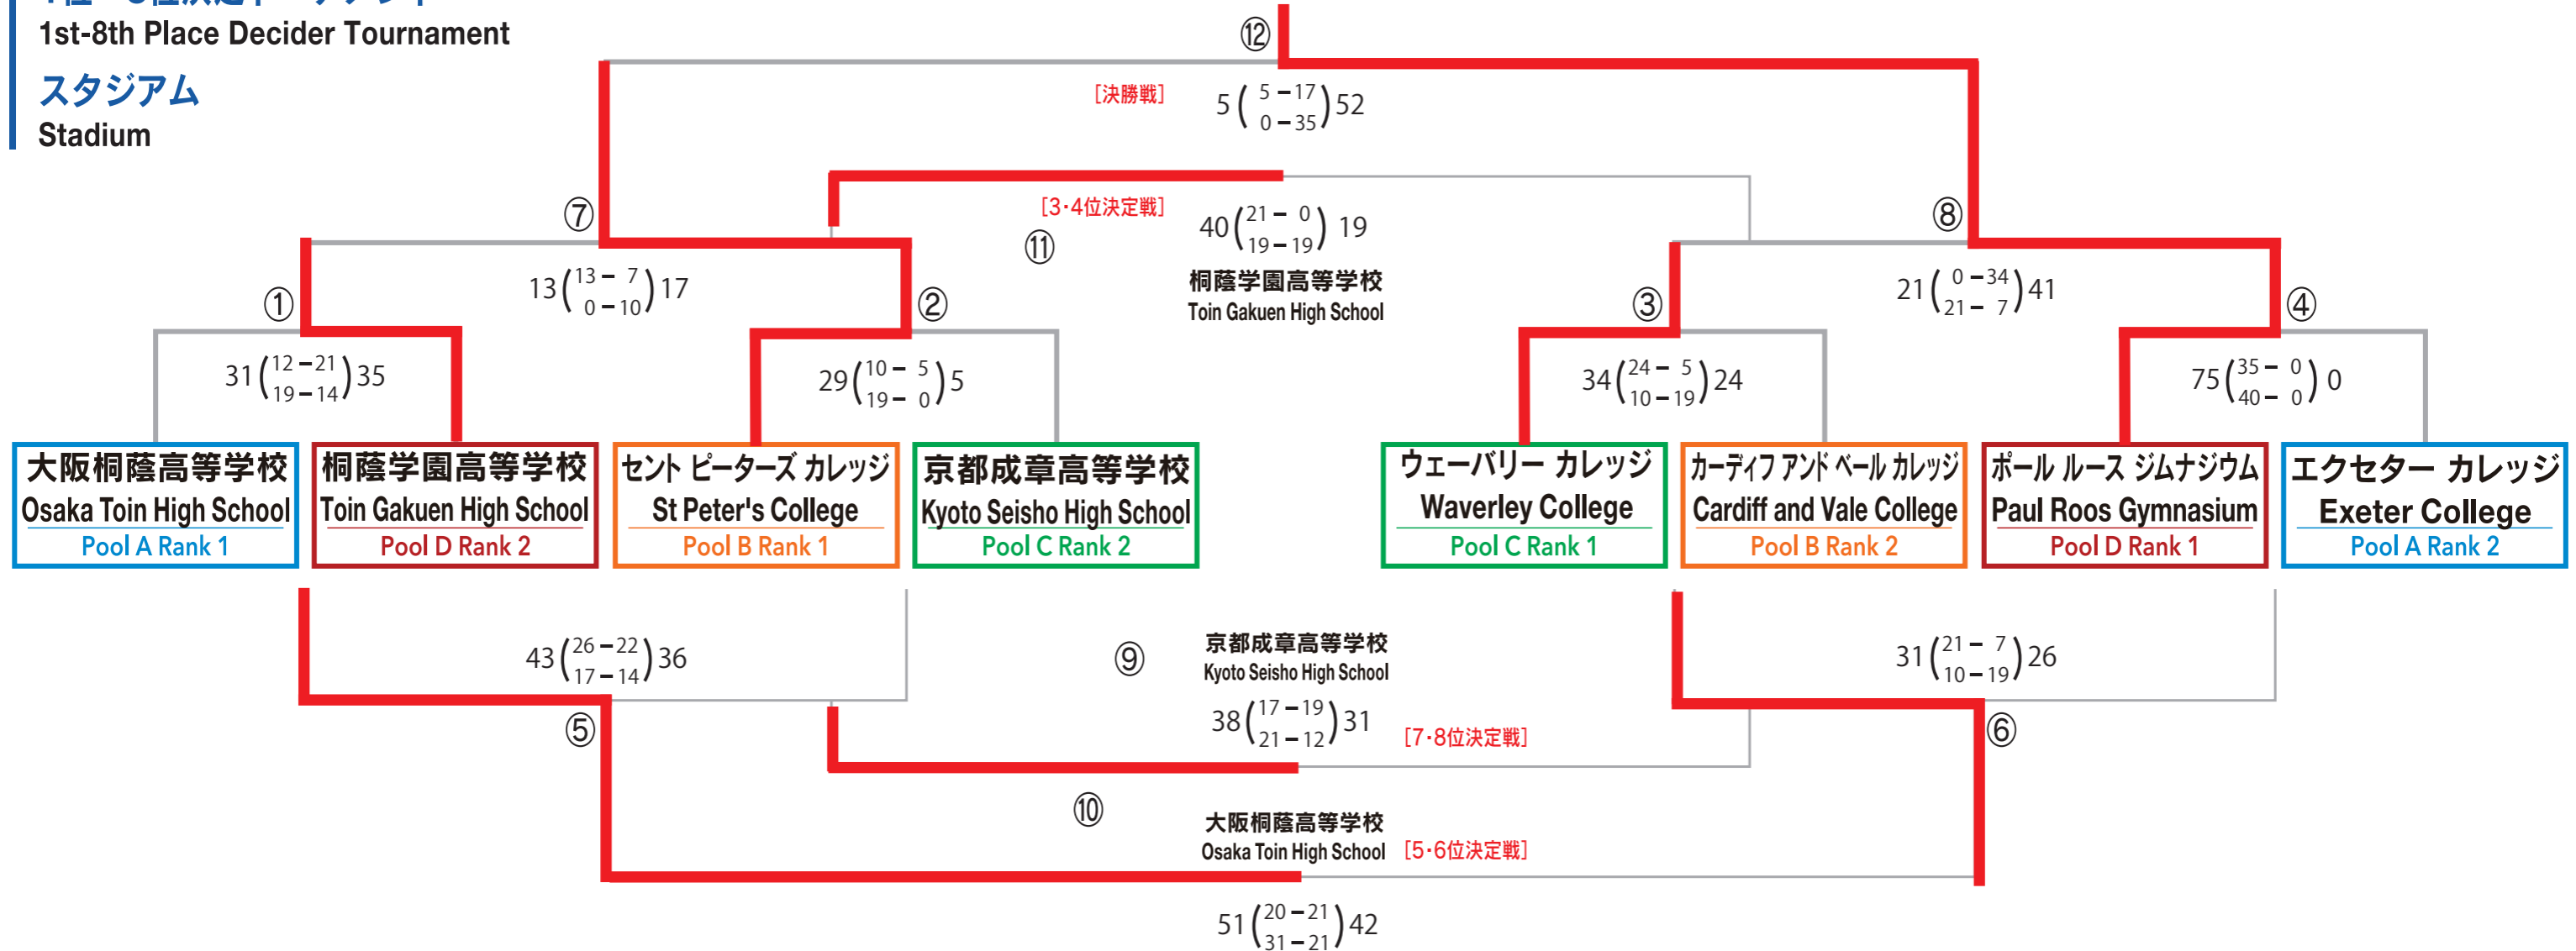 1st-8th Place Decider Tournament
スタジアム
Stadium
⑫
[決勝戦]
5 ( 5 – 17 ) 52
0 – 35
⑦
[3・4位決定戦]
⑪
40 ( 21 – 0 ) 19
19 – 19
桐蔭学園高等学校
Toin Gakuen High School
⑧
13 ( 13 – 7 ) 17
0 – 10
21 ( 0 – 34 ) 41
21 – 7
①
②
③
④
31 ( 12 – 21 ) 35
19 – 14
29 ( 10 – 5 ) 5
19 – 0
34 ( 24 – 5 ) 24
10 – 19
75 ( 35 – 0 ) 0
40 – 0
大阪桐蔭高等学校
Osaka Toin High School
Pool A Rank 1
桐蔭学園高等学校
Toin Gakuen High School
Pool D Rank 2
セント ピーターズ カレッジ
St Peter's College
Pool B Rank 1
京都成章高等学校
Kyoto Seisho High School
Pool C Rank 2
ウェーバリー カレッジ
Waverley College
Pool C Rank 1
カーディフ アンド ベール カレッジ
Cardiff and Vale College
Pool B Rank 2
ポール ルース ジムナジウム
Paul Roos Gymnasium
Pool D Rank 1
エクセター カレッジ
Exeter College
Pool A Rank 2
43 ( 26 – 22 ) 36
17 – 14
⑤
⑨
京都成章高等学校
Kyoto Seisho High School
38 ( 17 – 19 ) 31
21 – 12
[7・8位決定戦]
31 ( 21 – 7 ) 26
10 – 19
⑥
⑩
大阪桐蔭高等学校
Osaka Toin High School
[5・6位決定戦]
51 ( 20 – 21 ) 42
31 – 21